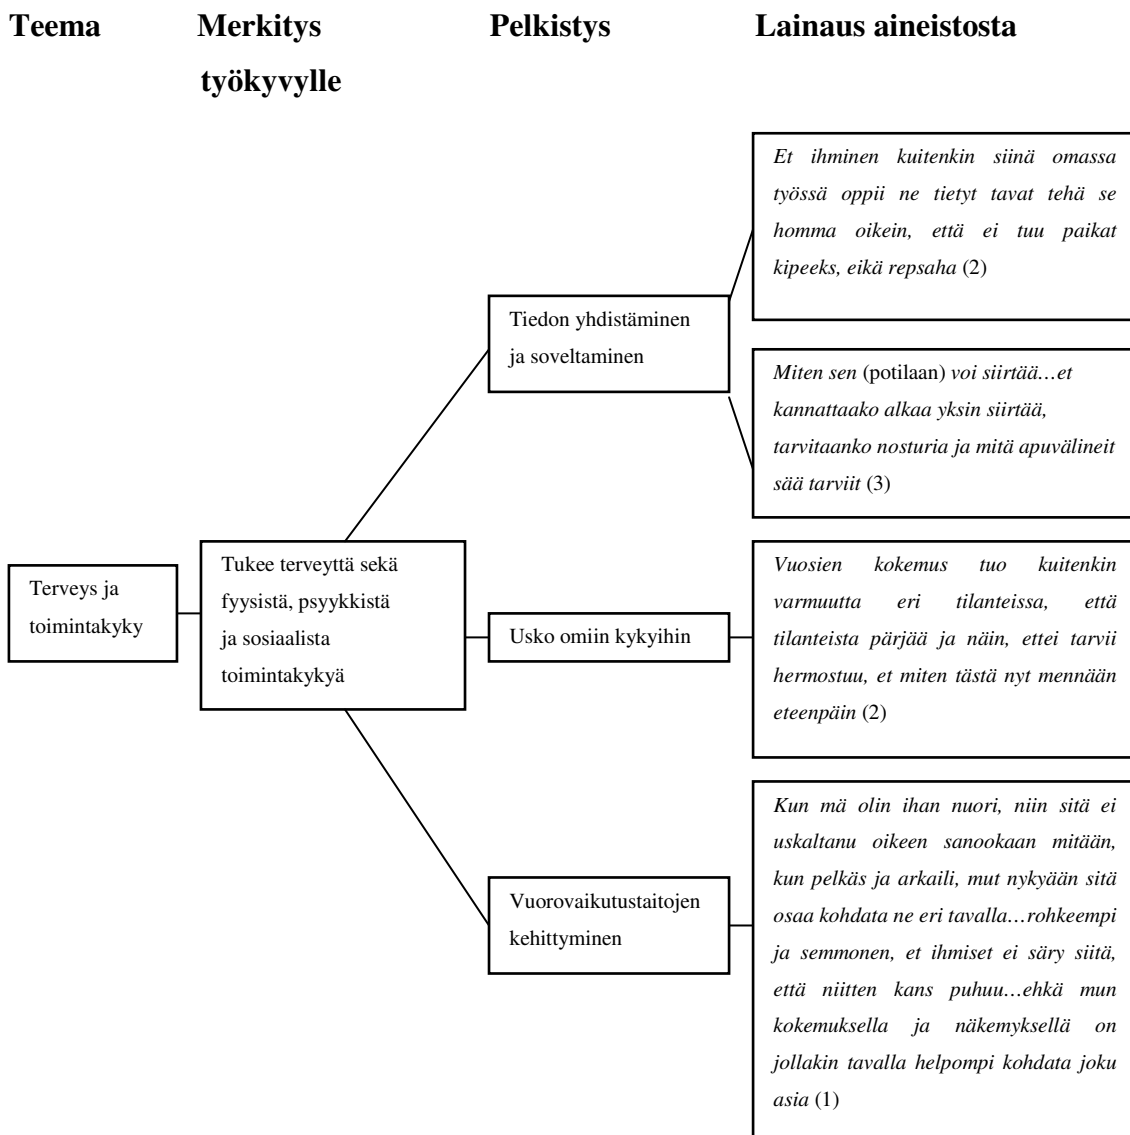 Teema Merkitys Pelkistys Lainaus aineistosta
työkyvylle
Et ihminen kuitenkin siinä omassa
työssä oppii ne tietyt tavat tehä se
homma oikein, että ei tuu paikat
kipeeks, eikä repsaha (2)
Tiedon yhdistäminen
ja soveltaminen
Miten sen (potilaan) voi siirtää…et
kannattaako alkaa yksin siirtää,
tarvitaanko nosturia ja mitä apuvälineit
sää tarviit (3)
Terveys ja
toimintakyky
Tukee terveyttä sekä
fyysistä, psyykkistä
ja sosiaalista
toimintakykyä
Usko omiin kykyihin
Vuosien kokemus tuo kuitenkin
varmuutta eri tilanteissa, että
tilanteista pärjää ja näin, ettei tarvii
hermostuu, et miten tästä nyt mennään
eteenpäin (2)
Vuorovaikutustaitojen
kehittyminen
Kun mä olin ihan nuori, niin sitä ei
uskaltanu oikeen sanookaan mitään,
kun pelkäs ja arkaili, mut nykyään sitä
osaa kohdata ne eri tavalla…rohkeempi
ja semmonen, et ihmiset ei säry siitä,
että niitten kans puhuu…ehkä mun
kokemuksella ja näkemyksellä on
jollakin tavalla helpompi kohdata joku
asia (1)